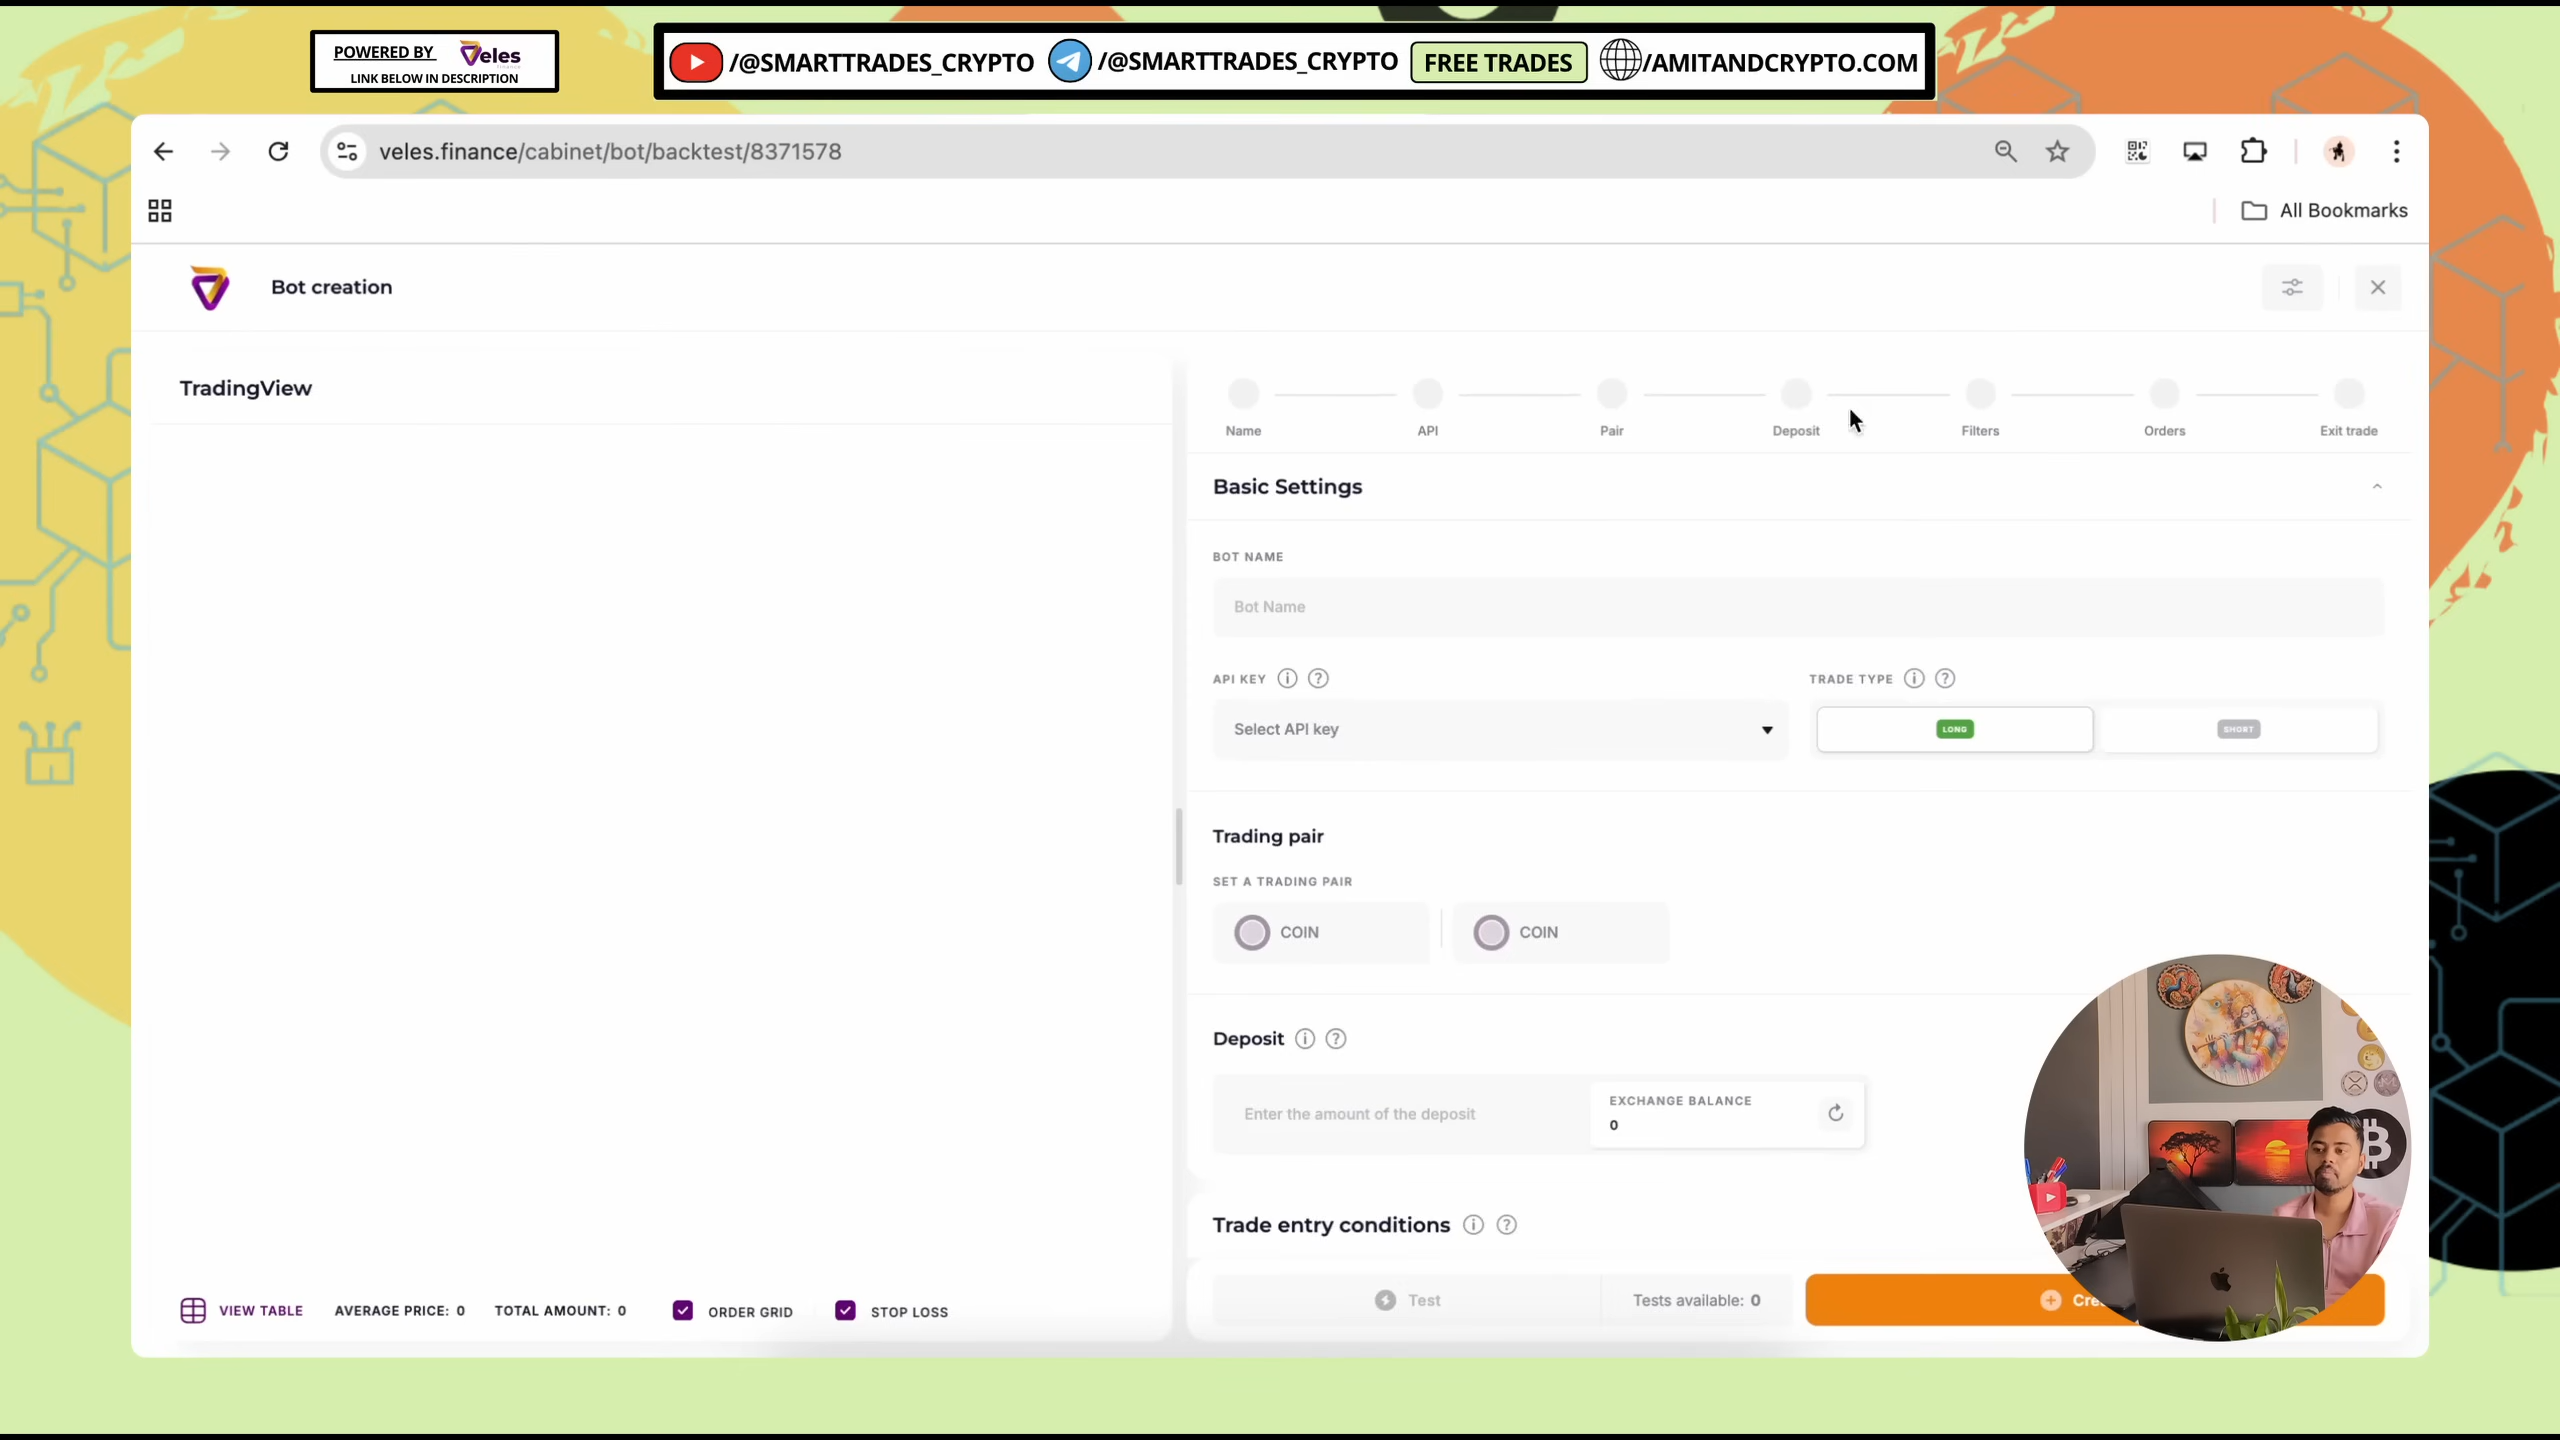 POWERED BY Veles
LINK BELOW IN DESCRIPTION
/@SMARTTRADES_CRYPTO /@SMARTTRADES_CRYPTO FREE TRADES /AMITANDCRYPTO.COM
veles.finance/cabinet/bot/backtest/8371578
All Bookmarks
Bot creation
TradingView
Name API Pair Deposit Filters Orders Exit trade
Basic Settings
BOT NAME
Bot Name
API KEY TRADE TYPE
Select API key LONG SHORT
Trading pair
SET A TRADING PAIR
COIN COIN
Deposit
Enter the amount of the deposit
EXCHANGE BALANCE
0
Trade entry conditions
Test Tests available: 0
VIEW TABLE AVERAGE PRICE: 0 TOTAL AMOUNT: 0 ORDER GRID STOP LOSS